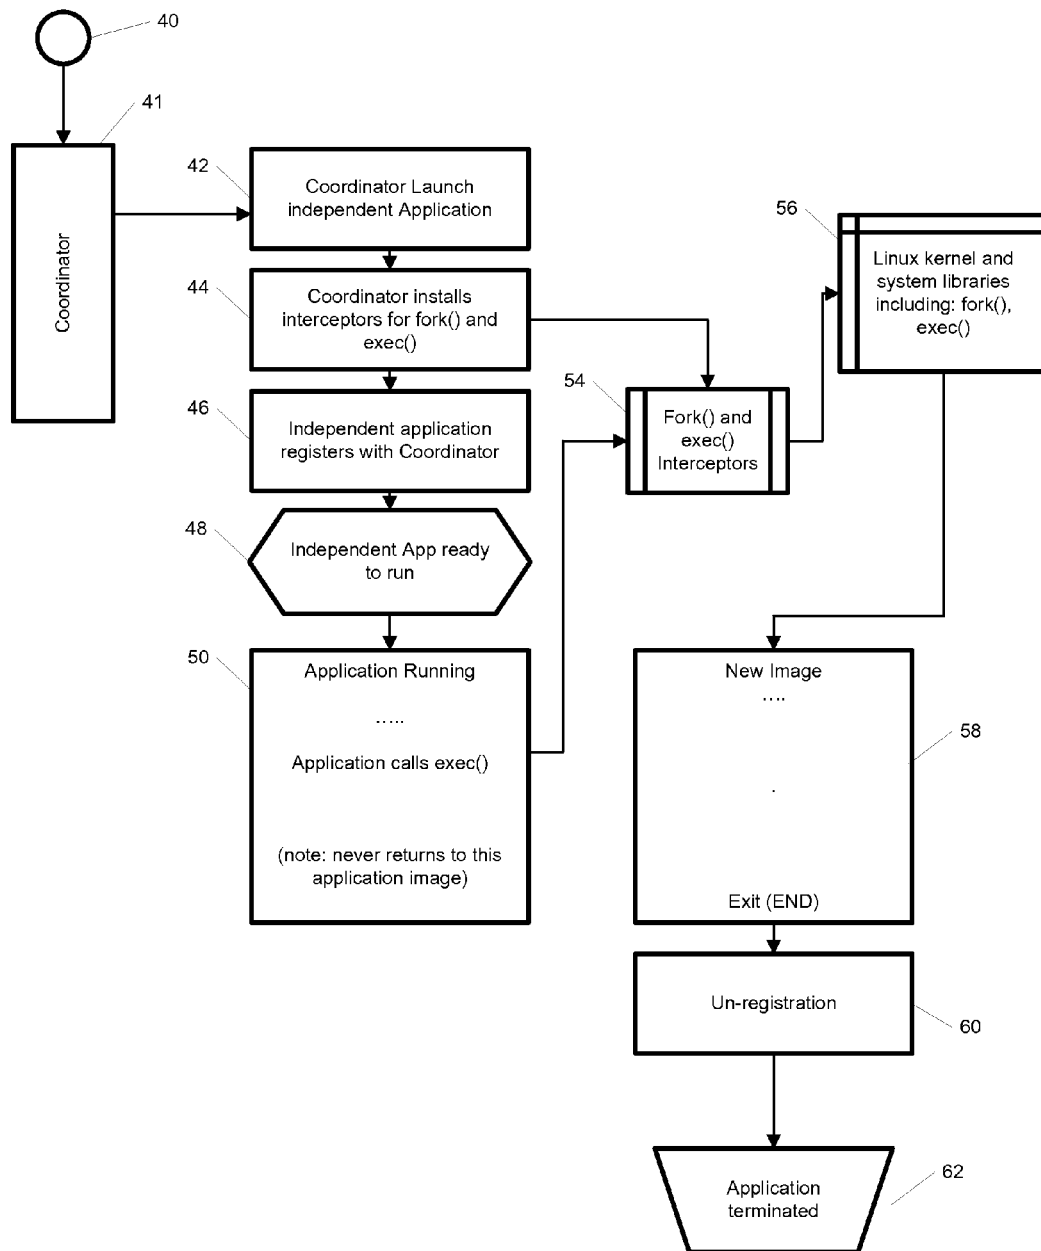 40
41
Coordinator
42
Coordinator Launch
independent Application
44
Coordinator installs
interceptors for fork() and
exec()
46
Independent application
registers with Coordinator
48
Independent App ready
to run
50
Application Running
.....
Application calls exec()
(note: never returns to this
application image)
54
Fork() and
exec()
Interceptors
56
Linux kernel and
system libraries
including: fork(),
exec()
New Image
....
.
Exit (END)
58
Un-registration
60
Application
terminated
62